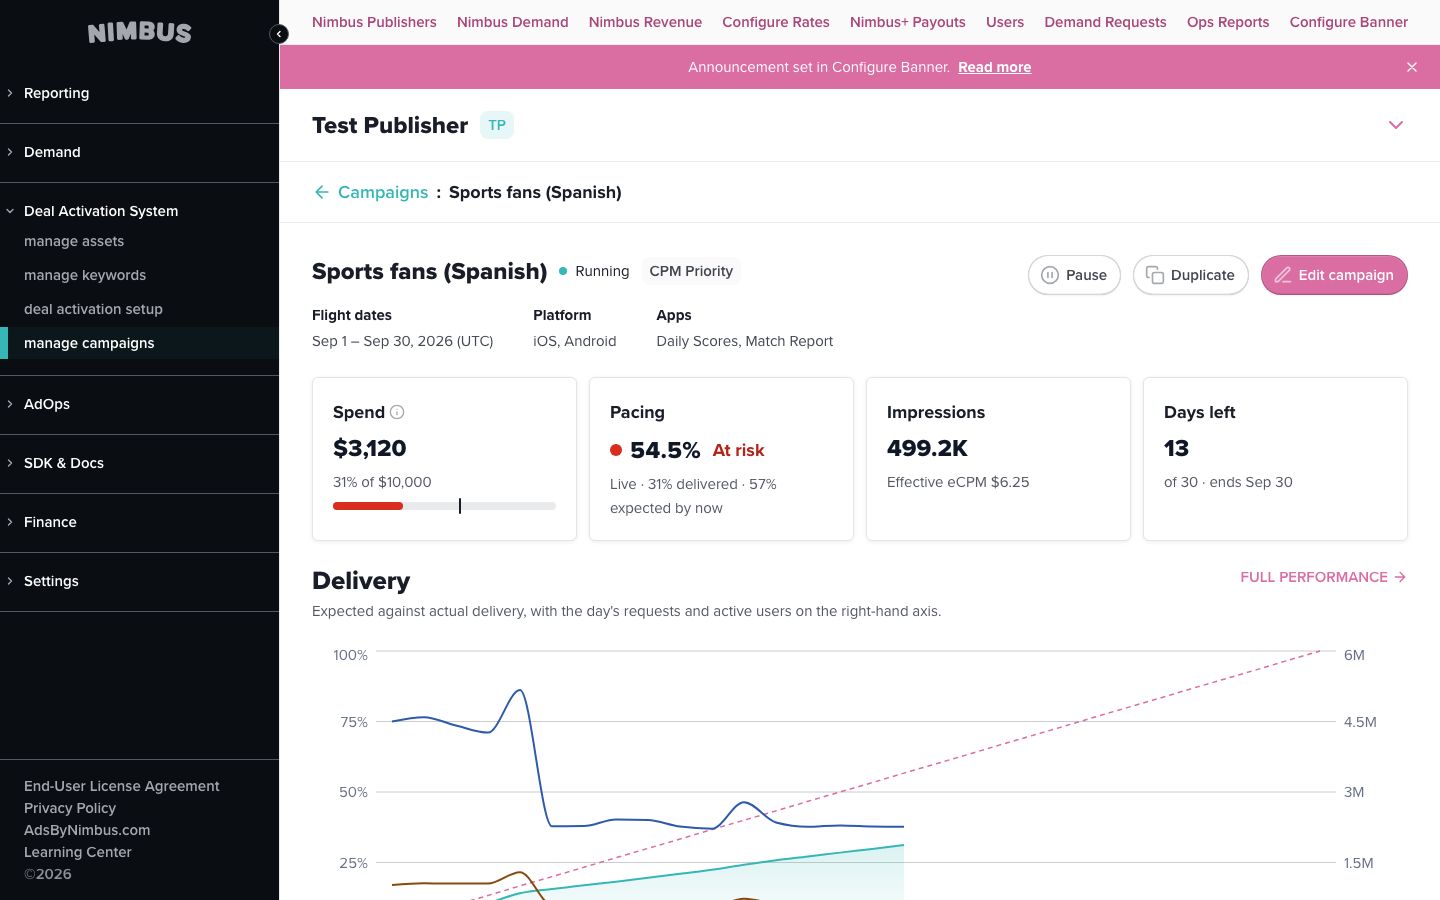 NIMBUS
Nimbus Publishers Nimbus Demand Nimbus Revenue Configure Rates Nimbus+ Payouts Users Demand Requests Ops Reports Configure Banner
Announcement set in Configure Banner. Read more
Reporting
Demand
Deal Activation System
manage assets
manage keywords
deal activation setup
manage campaigns
AdOps
SDK & Docs
Finance
Settings
End-User License Agreement
Privacy Policy
AdsByNimbus.com
Learning Center
©2026
Test Publisher TP
Campaigns : Sports fans (Spanish)
Sports fans (Spanish) Running CPM Priority
Pause Duplicate Edit campaign
Flight dates Platform Apps
Sep 1 – Sep 30, 2026 (UTC) iOS, Android Daily Scores, Match Report
Spend
$3,120
31% of $10,000
Pacing
54.5% At risk
Live · 31% delivered · 57%
expected by now
Impressions
499.2K
Effective eCPM $6.25
Days left
13
of 30 · ends Sep 30
Delivery
FULL PERFORMANCE
Expected against actual delivery, with the day's requests and active users on the right-hand axis.
100% 6M
75% 4.5M
50% 3M
25% 1.5M